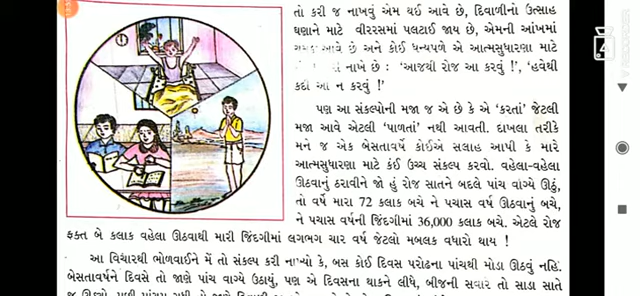 તો કરી જ નાખવું એમ થઈ આવે છે, દિવાળીનો ઉત્સાહ
ઘણાને માટે વીરરસમાં પલટાઈ જાય છે, એમની આંખમાં
ચમક આવે છે અને કોઈ ધન્યપળે એ આત્મસુધારણા માટે
નાખે છે : ‘આજથી રોજ આ કરવું !’, ‘હવેથી
કદી આ ન કરવું !’
પણ આ સંકલ્પોની મજા જ એ છે કે એ ‘કરતાં’ જેટલી
મજા આવે એટલી ‘પાળતાં’ નથી આવતી. દાખલા તરીકે
મને જ એક બેસતાવર્ષે કોઈએ સલાહ આપી કે મારે
આત્મસુધારણા માટે કંઈ ઉચ્ચ સંકલ્પ કરવો. વહેલા-વહેલા
ઊઠવાનું ઠરાવીને જો હું રોજ સાતને બદલે પાંચ વાગ્યે ઊઠું,
તો વર્ષે મારા 72 કલાક બચે ને પચાસ વર્ષ ઊઠવાનું બચે,
ને પચાસ વર્ષની જિંદગીમાં 36,000 કલાક બચે. એટલે રોજ
ફક્ત બે કલાક વહેલા ઊઠવાથી મારી જિંદગીમાં લગભગ ચાર વર્ષ જેટલો મબલક વધારો થાય !
આ વિચારથી ભોળવાઈને મેં તો સંકલ્પ કરી નાખ્યો કે, બસ કોઈ દિવસ પરોઢના પાંચથી મોડા ઊઠવું નહિ.
બેસતાવર્ષને દિવસે તો જાણે પાંચ વાગ્યે ઉઠાયું, પણ એ દિવસના થાકને લીધે, બીજની સવારે તો સાડા સાતે
જ